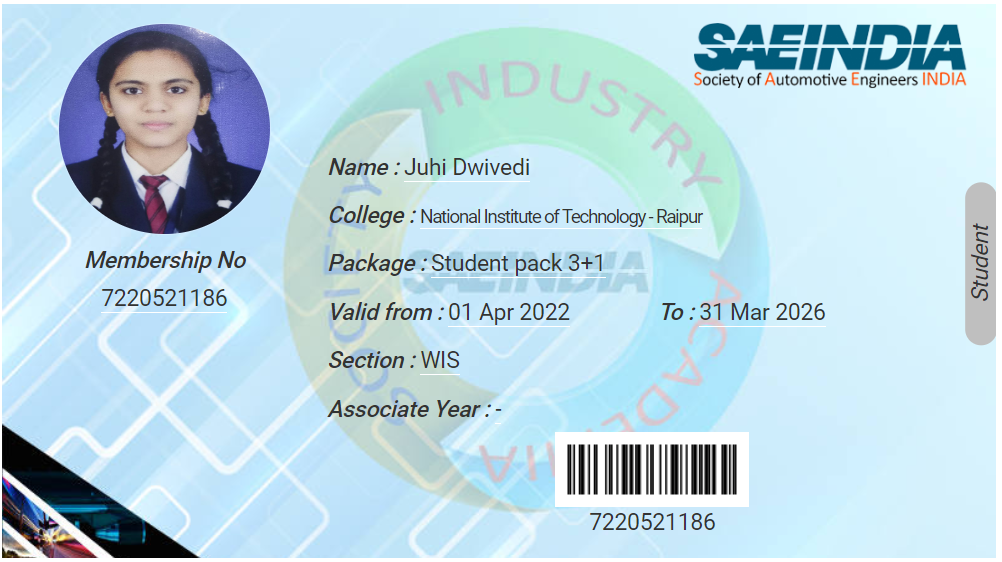 SAEINDIA
Society of Automotive Engineers INDIA
Name : Juhi Dwivedi
College : National Institute of Technology - Raipur
Membership No
7220521186
Package : Student pack 3+1
Valid from : 01 Apr 2022 To : 31 Mar 2026
Section : WIS
Associate Year : -
Student
7220521186
INDUSTRY
ACADEMIA
SOCIETY
SAEINDIA